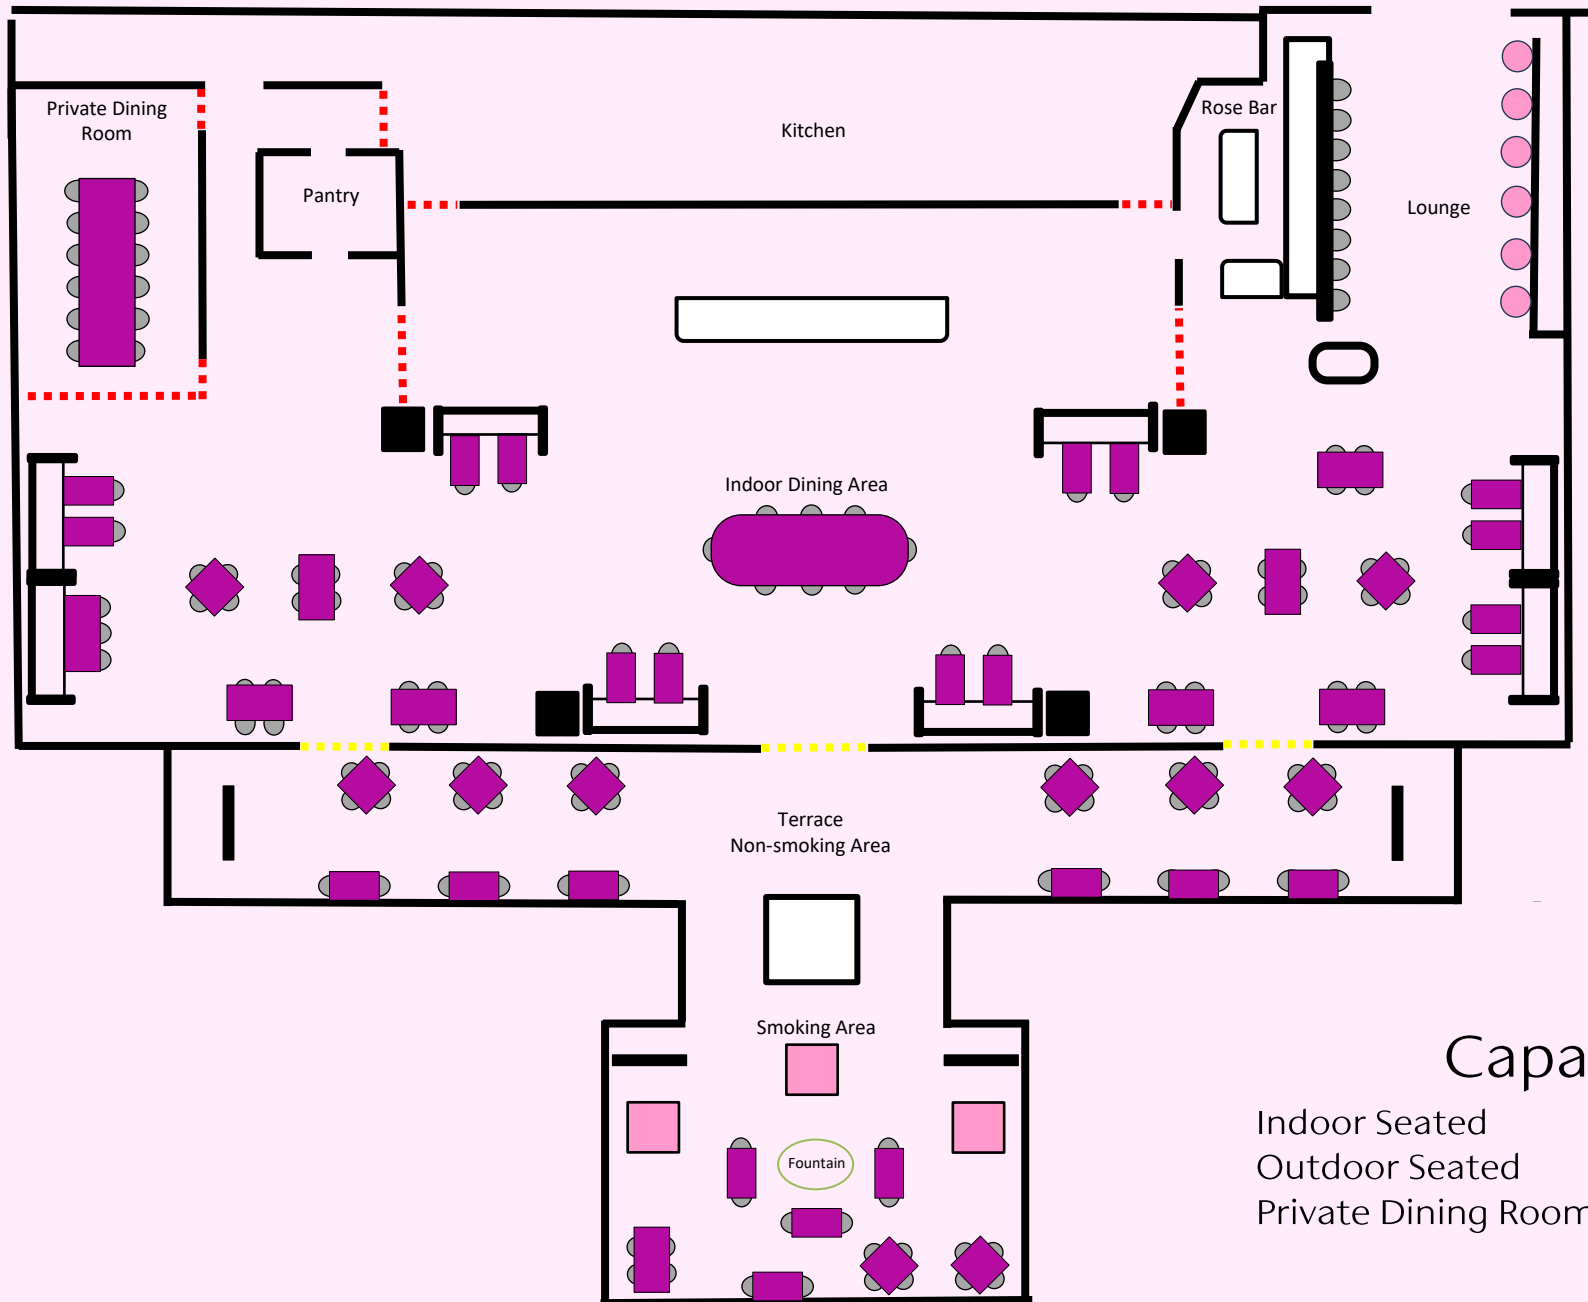 Private Dining
Room
Pantry
Kitchen
Rose Bar
Lounge
Indoor Dining Area
Terrace
Non-smoking Area
Smoking Area
Fountain
Capa
Indoor Seated
Outdoor Seated
Private Dining Room